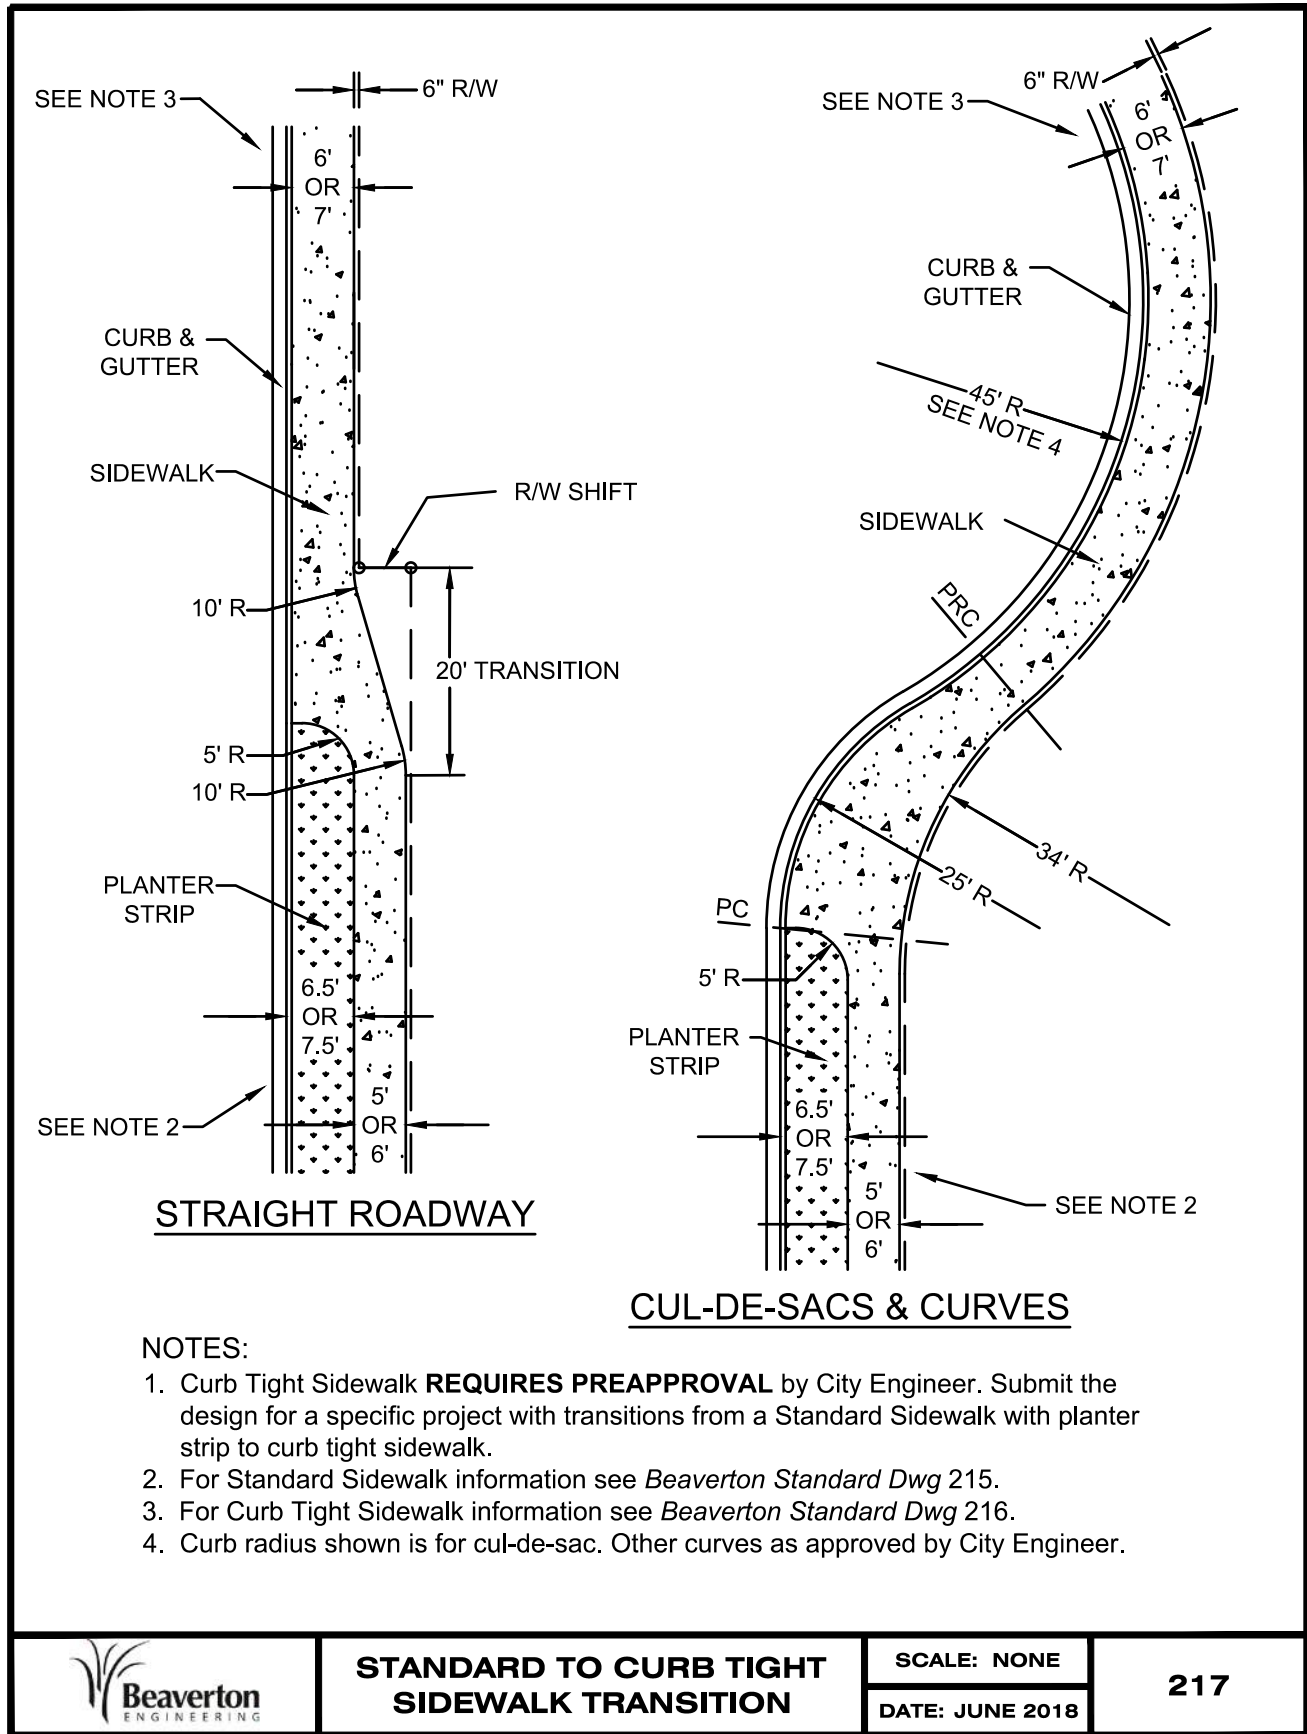 SEE NOTE 3
6" R/W
6'
OR
7'
CURB &
GUTTER
SIDEWALK
R/W SHIFT
10' R
20' TRANSITION
5' R
10' R
PLANTER
STRIP
6.5'
OR
7.5'
5'
OR
6'
SEE NOTE 2
STRAIGHT ROADWAY
6" R/W
SEE NOTE 3
6'
OR
7'
CURB &
GUTTER
45' R
SEE NOTE 4
SIDEWALK
PRC
34' R
25' R
PC
5' R
PLANTER
STRIP
6.5'
OR
7.5'
5'
OR
6'
SEE NOTE 2
CUL-DE-SACS & CURVES
NOTES:
1. Curb Tight Sidewalk REQUIRES PREAPPROVAL by City Engineer. Submit the
design for a specific project with transitions from a Standard Sidewalk with planter
strip to curb tight sidewalk.
2. For Standard Sidewalk information see Beaverton Standard Dwg 215.
3. For Curb Tight Sidewalk information see Beaverton Standard Dwg 216.
4. Curb radius shown is for cul-de-sac. Other curves as approved by City Engineer.
Beaverton
ENGINEERING
STANDARD TO CURB TIGHT
SIDEWALK TRANSITION
SCALE: NONE
DATE: JUNE 2018
217